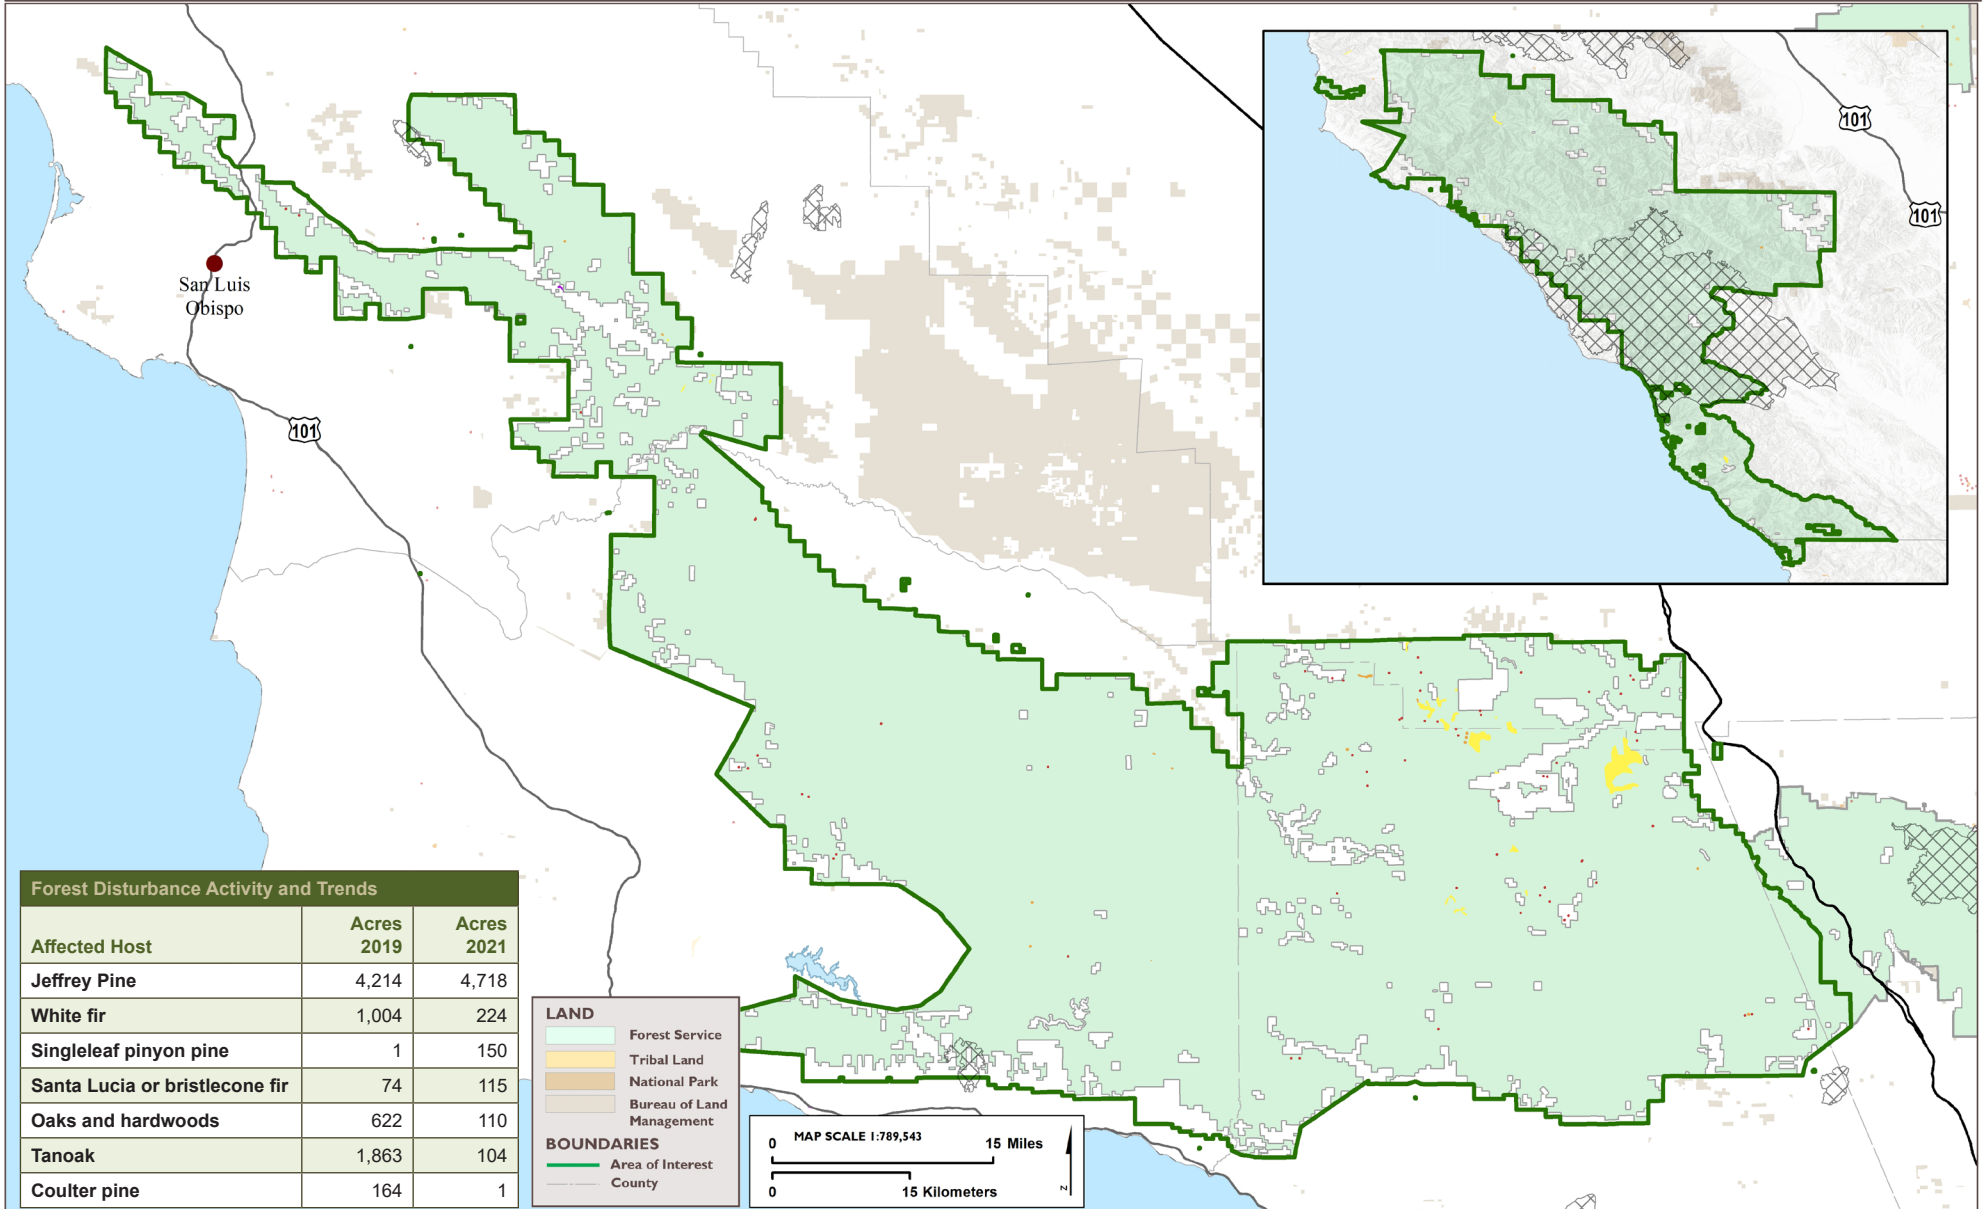 101
101
San Luis
Obispo
101
Forest Disturbance Activity and Trends
Affected Host Acres 2019 Acres 2021
Jeffrey Pine 4,214 4,718
White fir 1,004 224
Singleleaf pinyon pine 1 150
Santa Lucia or bristlecone fir 74 115
Oaks and hardwoods 622 110
Tanoak 1,863 104
Coulter pine 164 1
LAND
Forest Service
Tribal Land
National Park
Bureau of Land
Management
BOUNDARIES
Area of Interest
County
MAP SCALE 1:789,543
0 15 Miles
0 15 Kilometers
N